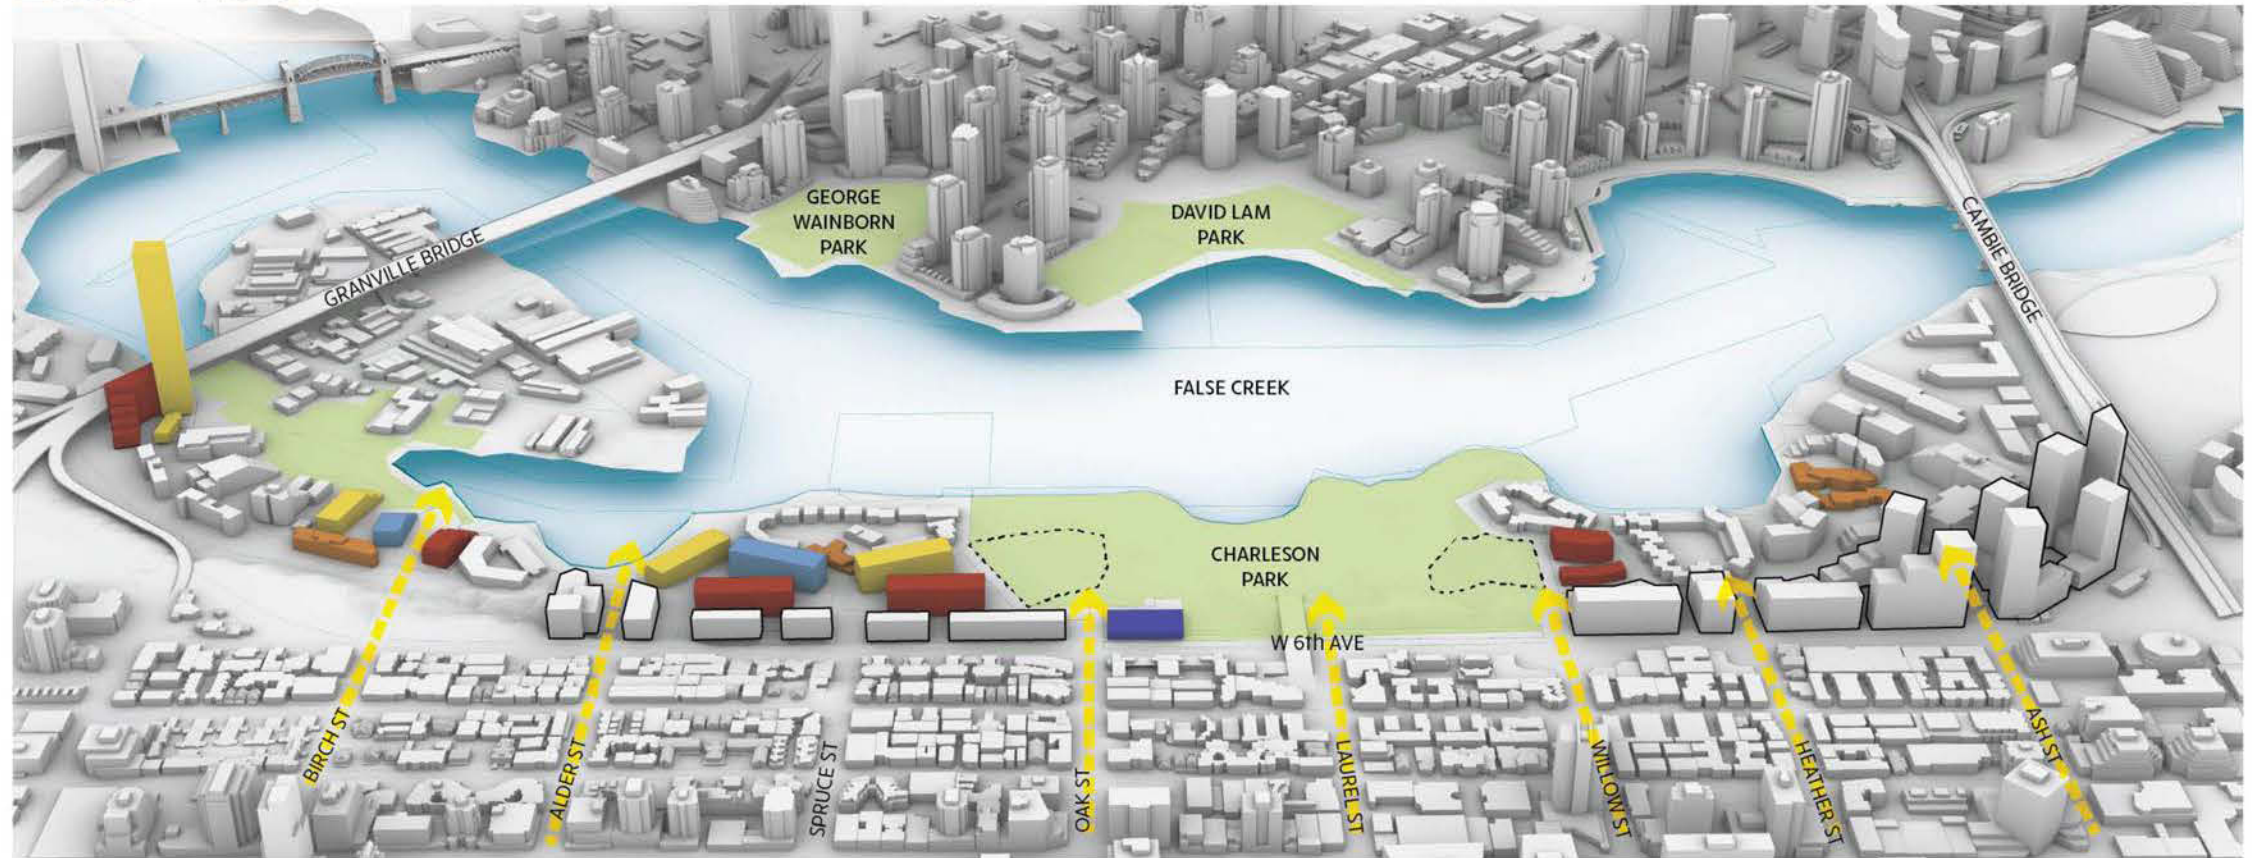 GEORGE
WAINBORN
PARK
DAVID LAM
PARK
GRANVILLE BRIDGE
CAMBIE BRIDGE
FALSE CREEK
CHARLESON
PARK
W 6th AVE
BIRCH ST
ALDER ST
SPRUCE ST
OAK ST
LAUREL ST
WILLOW ST
HEATHER ST
ASH ST